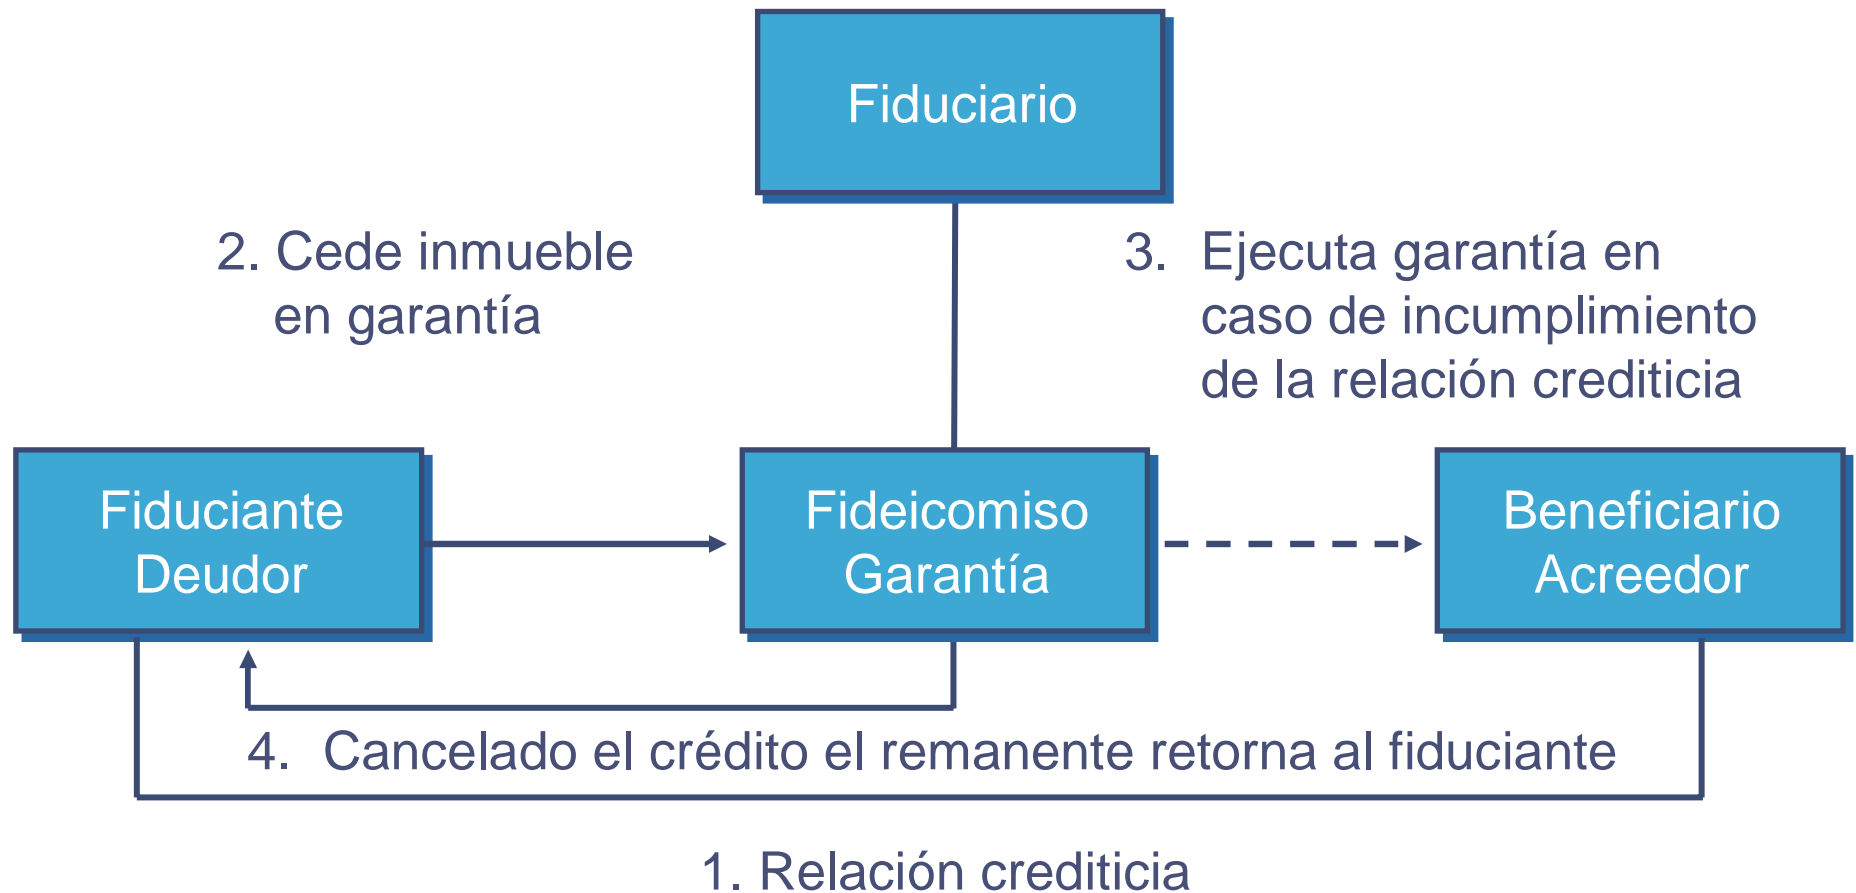 Fiduciario
2. Cede inmueble
en garantía
3. Ejecuta garantía en
caso de incumplimiento
de la relación crediticia
Fiduciante
Deudor
Fideicomiso
Garantía
Beneficiario
Acreedor
4. Cancelado el crédito el remanente retorna al fiduciante
1. Relación crediticia